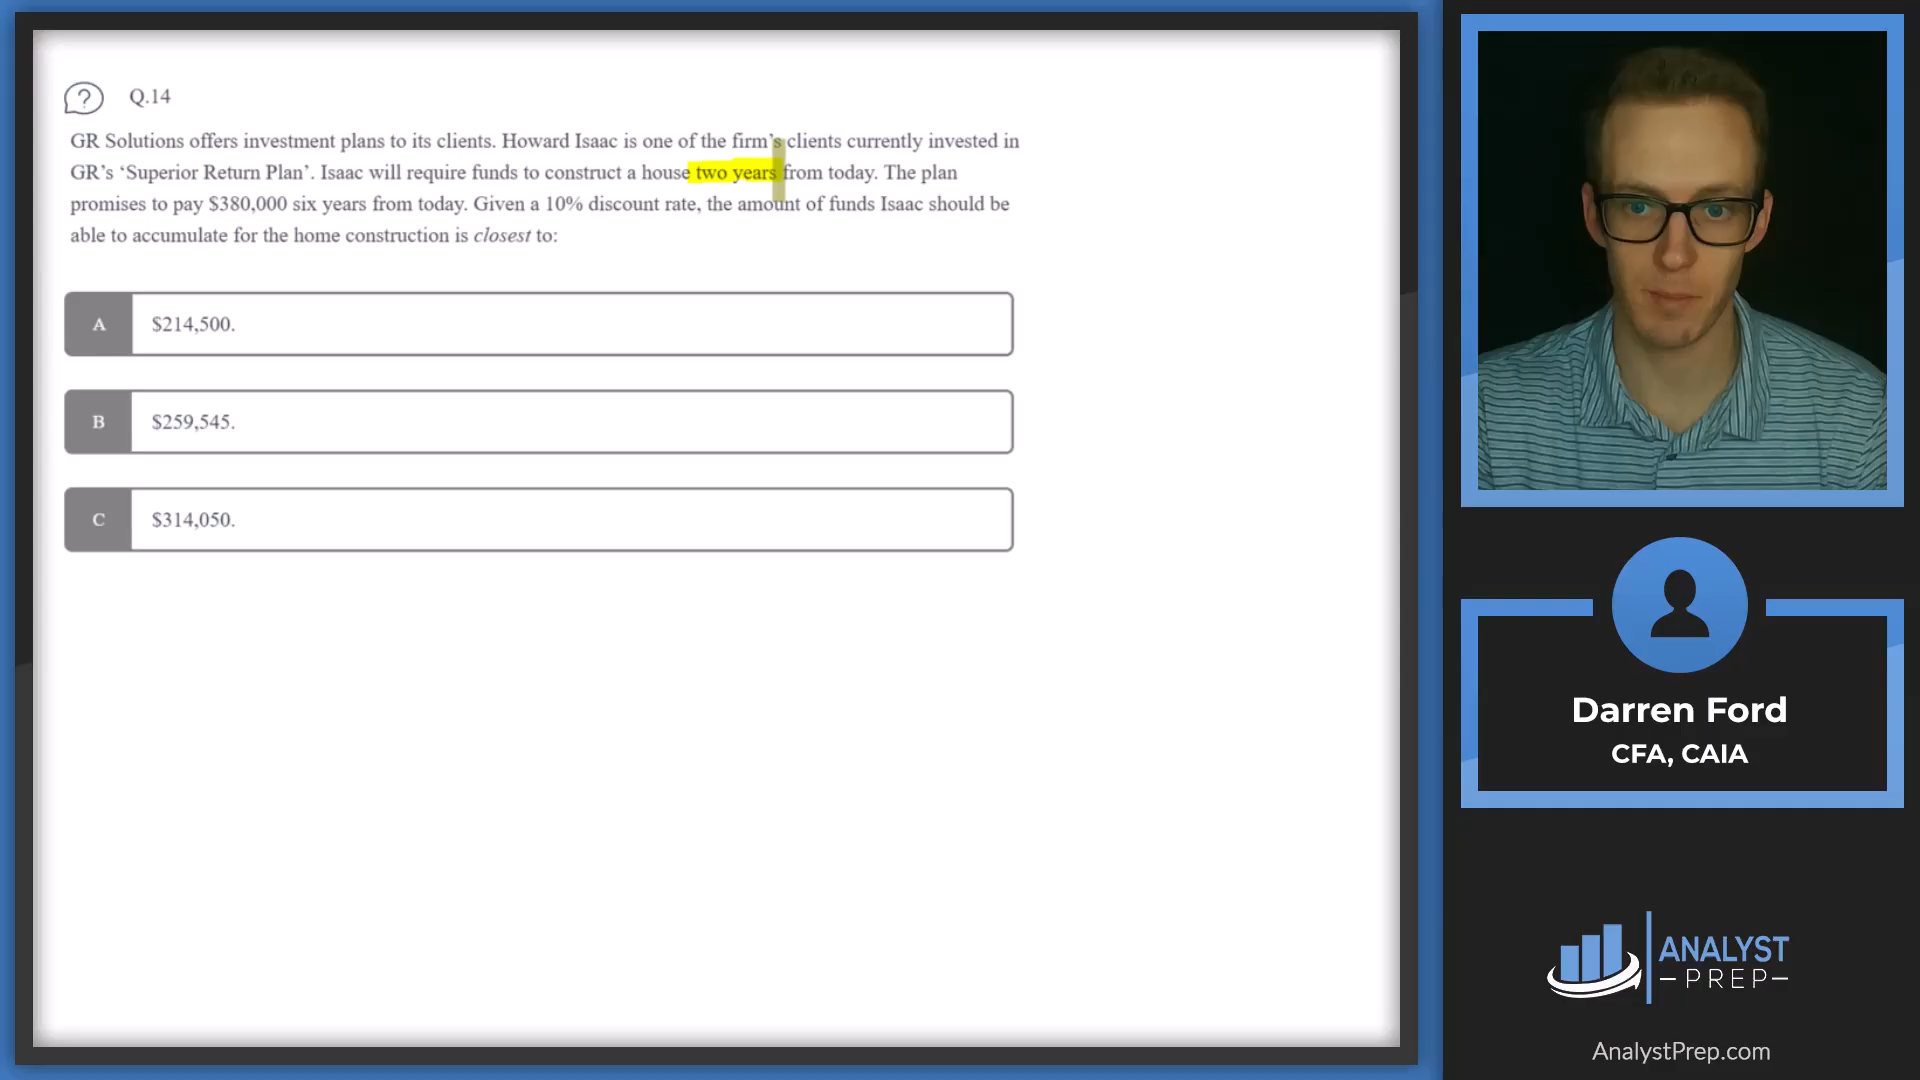 Q.14
GR Solutions offers investment plans to its clients. Howard Isaac is one of the firm's clients currently invested in
GR's ‘Superior Return Plan’. Isaac will require funds to construct a house two years from today. The plan
promises to pay $380,000 six years from today. Given a 10% discount rate, the amount of funds Isaac should be
able to accumulate for the home construction is closest to:
A $214,500.
B $259,545.
C $314,050.
Darren Ford
CFA, CAIA
ANALYST
PREP
AnalystPrep.com